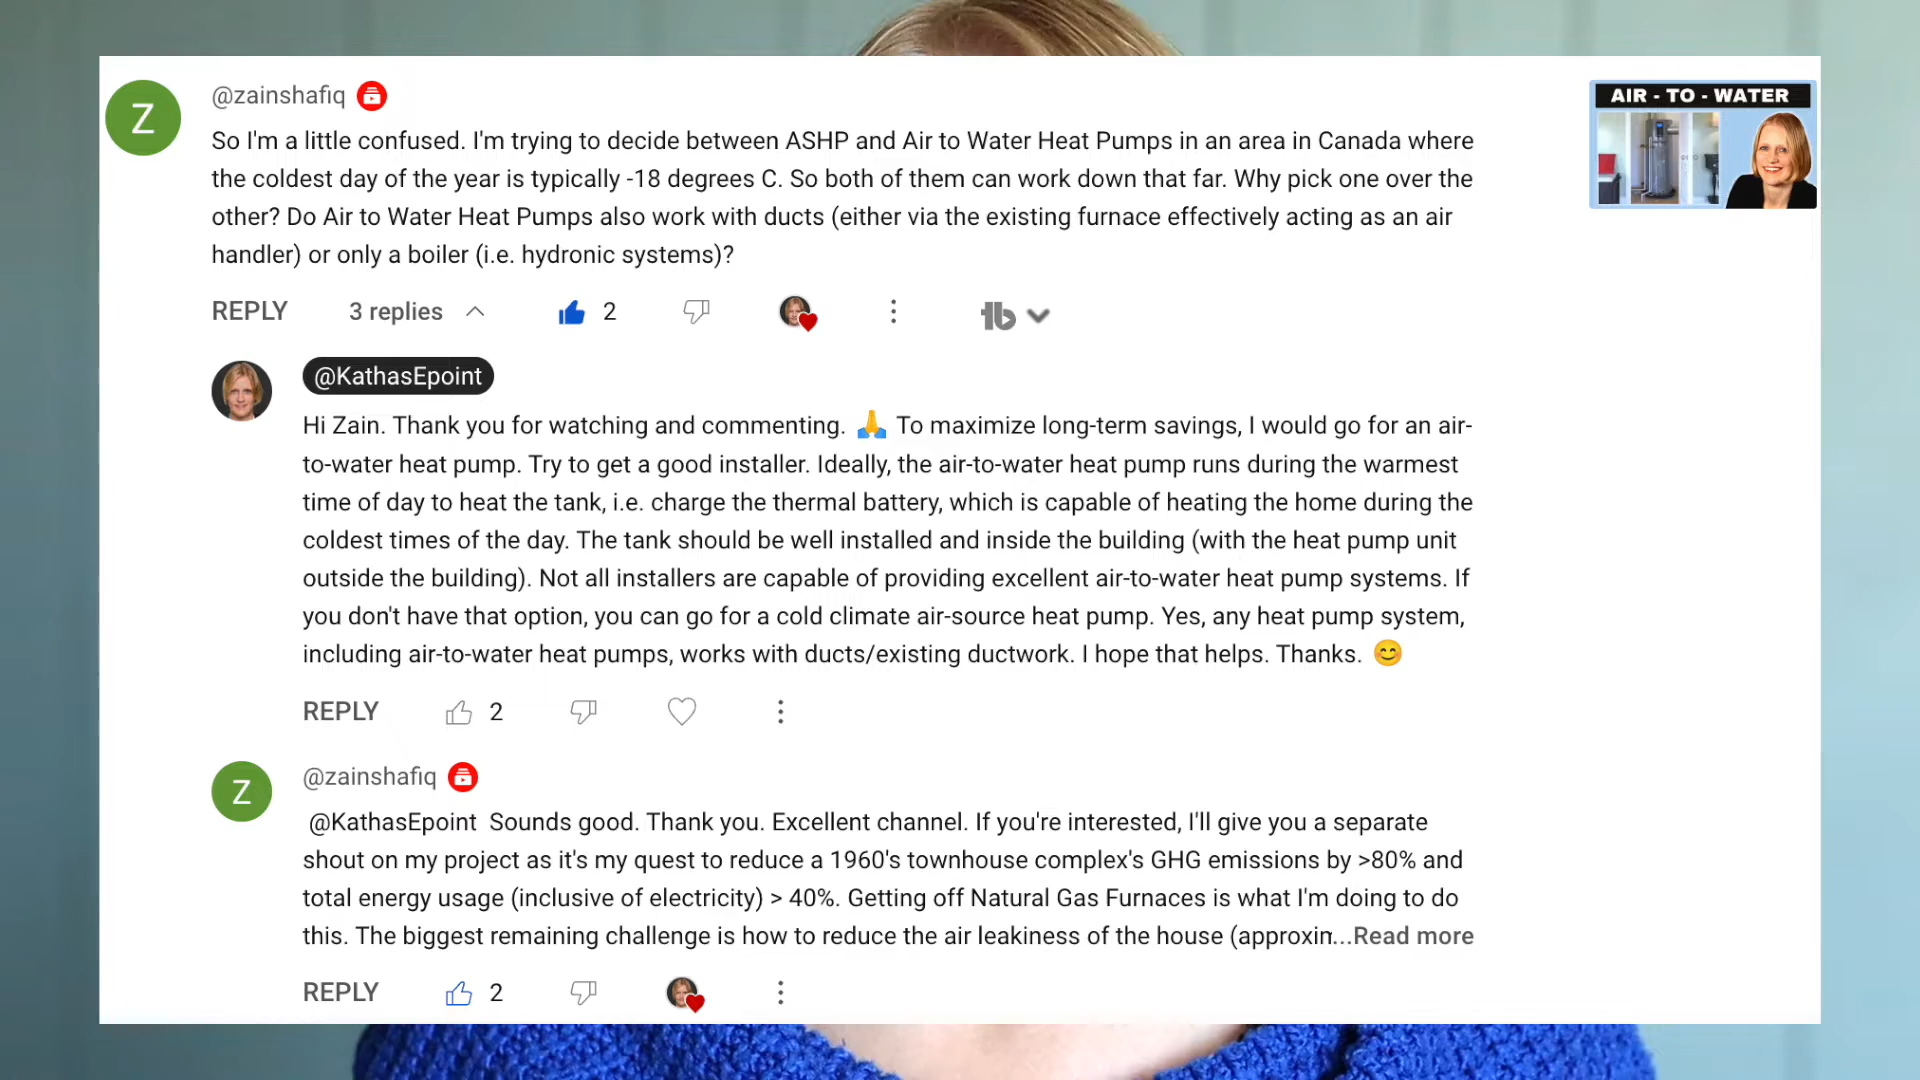 @zainshafiq
AIR - TO - WATER
Z
So I'm a little confused. I'm trying to decide between ASHP and Air to Water Heat Pumps in an area in Canada where
the coldest day of the year is typically -18 degrees C. So both of them can work down that far. Why pick one over the
other? Do Air to Water Heat Pumps also work with ducts (either via the existing furnace effectively acting as an air
handler) or only a boiler (i.e. hydronic systems)?
REPLY 3 replies 2
@KathasEpoint
Hi Zain. Thank you for watching and commenting. 🙏 To maximize long-term savings, I would go for an air-
to-water heat pump. Try to get a good installer. Ideally, the air-to-water heat pump runs during the warmest
time of day to heat the tank, i.e. charge the thermal battery, which is capable of heating the home during the
coldest times of the day. The tank should be well installed and inside the building (with the heat pump unit
outside the building). Not all installers are capable of providing excellent air-to-water heat pump systems. If
you don't have that option, you can go for a cold climate air-source heat pump. Yes, any heat pump system,
including air-to-water heat pumps, works with ducts/existing ductwork. I hope that helps. Thanks. 😊
REPLY 2
@zainshafiq
Z
@KathasEpoint Sounds good. Thank you. Excellent channel. If you're interested, I'll give you a separate
shout on my project as it's my quest to reduce a 1960's townhouse complex's GHG emissions by >80% and
total energy usage (inclusive of electricity) > 40%. Getting off Natural Gas Furnaces is what I'm doing to do
this. The biggest remaining challenge is how to reduce the air leakiness of the house (approxin...Read more
REPLY 2